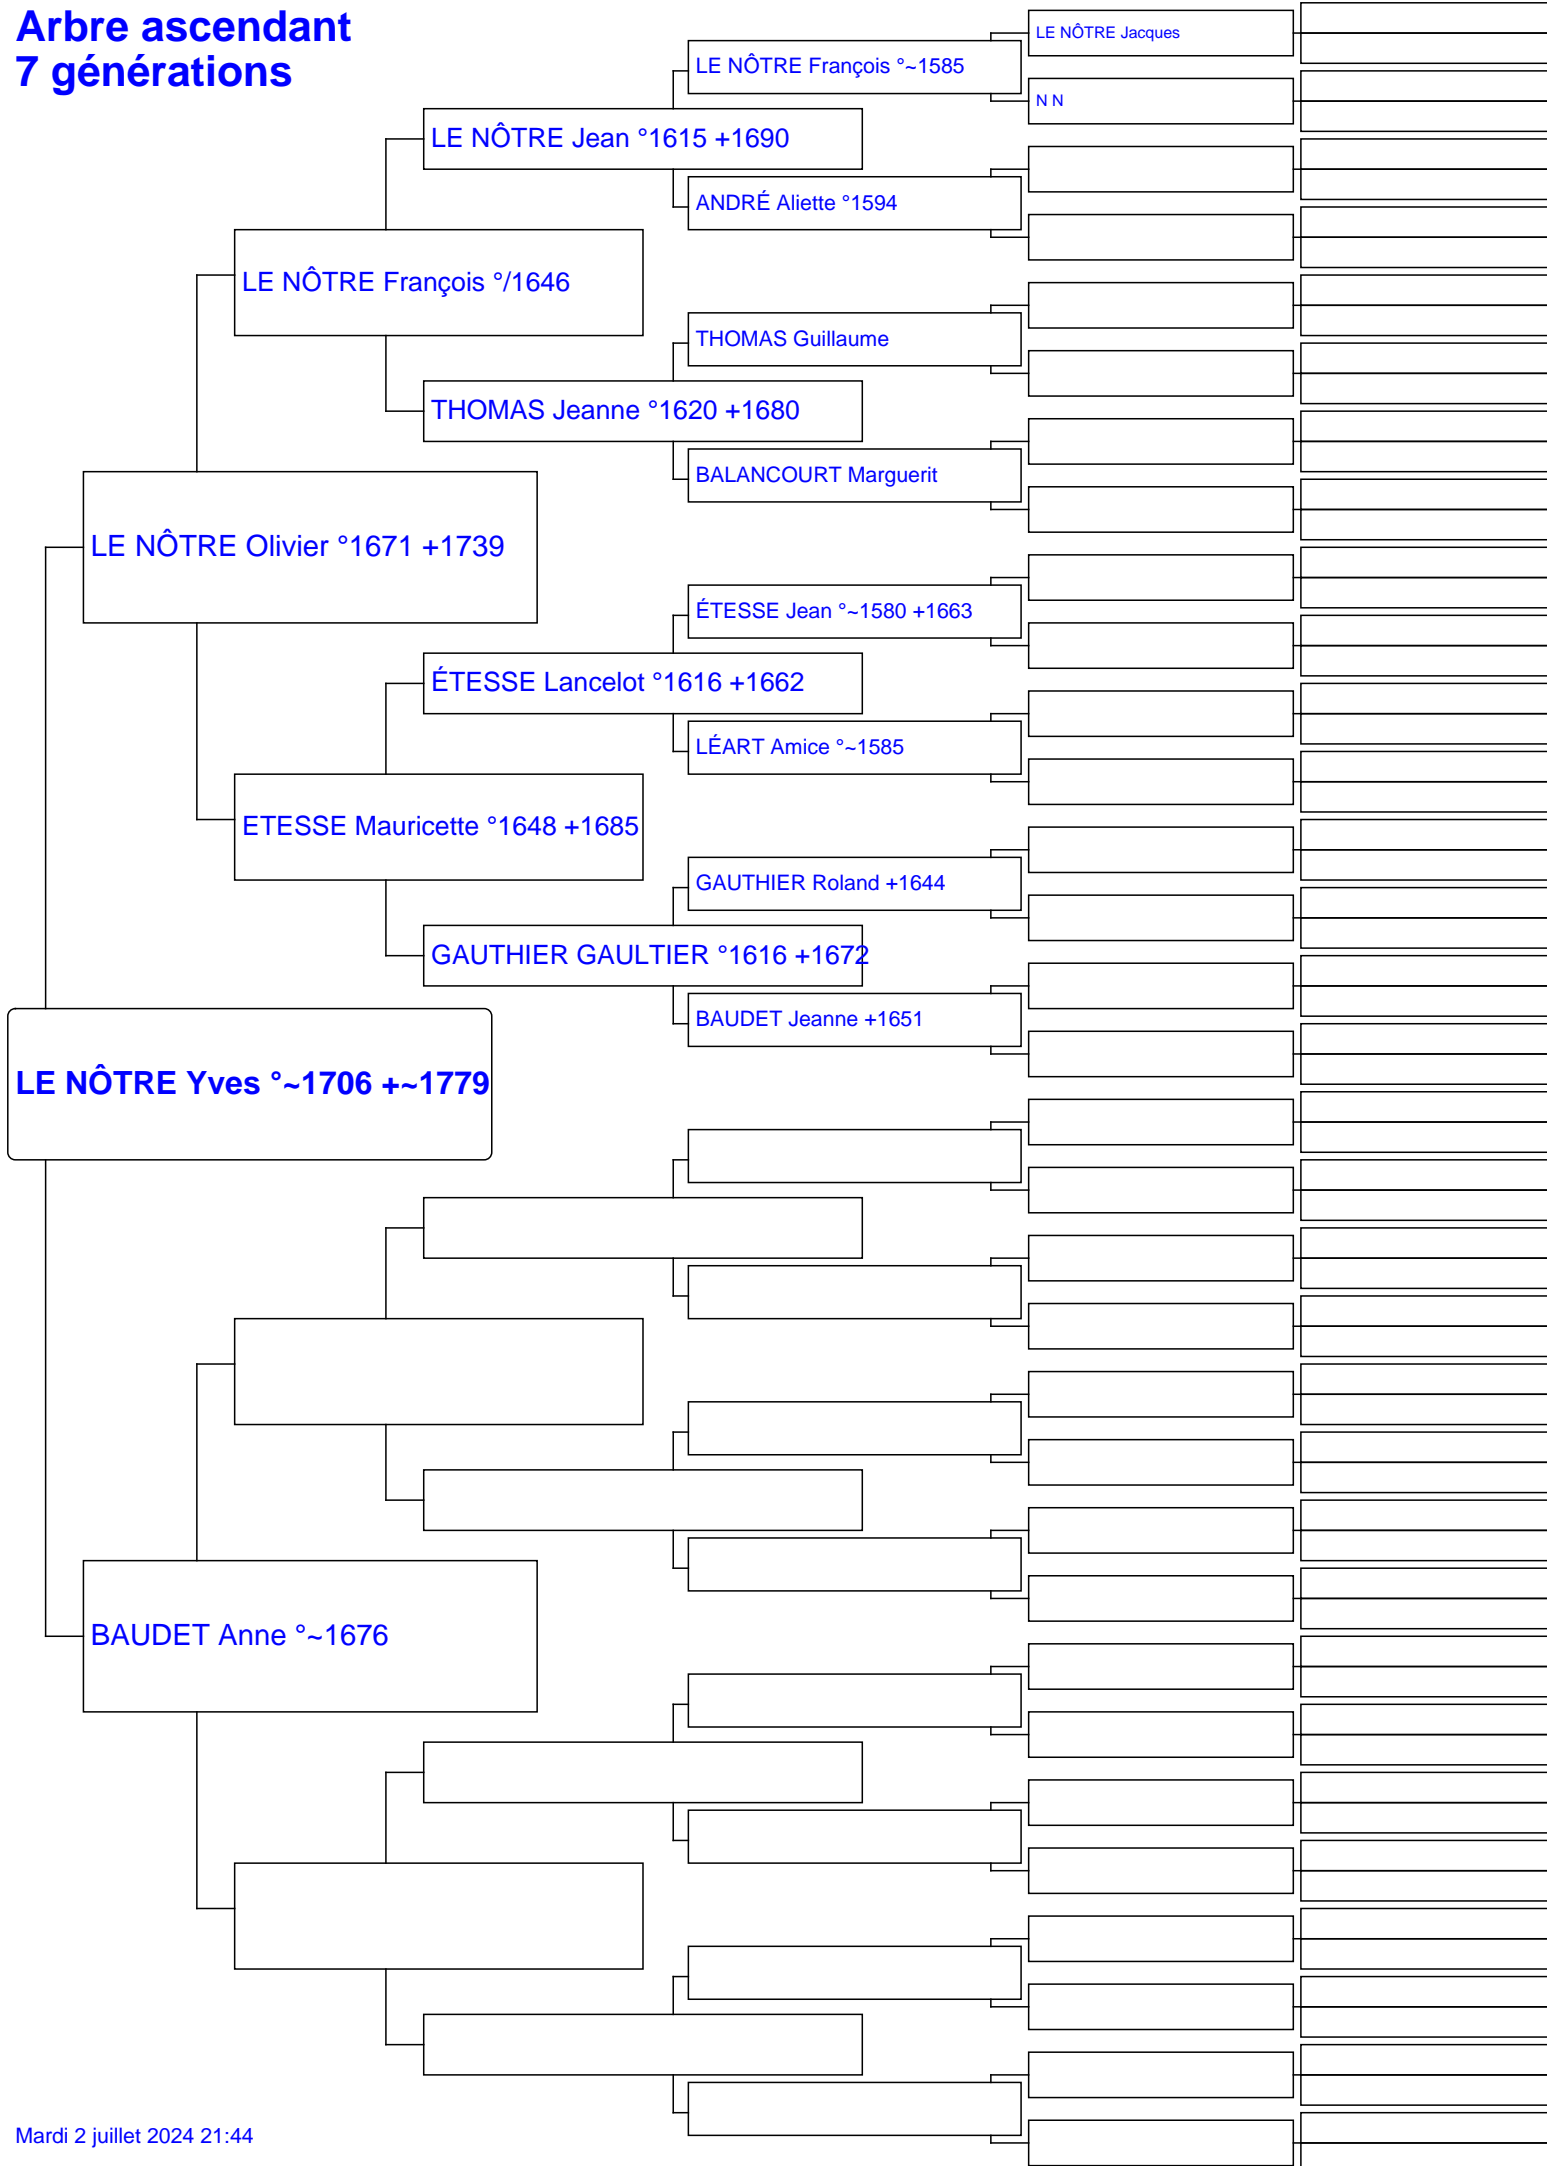 Arbre ascendant
7 générations
LE NÔTRE Jacques
LE NÔTRE François °~1585
N N
LE NÔTRE Jean °1615 +1690
ANDRÉ Aliette °1594
LE NÔTRE François °/1646
THOMAS Guillaume
THOMAS Jeanne °1620 +1680
BALANCOURT Marguerit
LE NÔTRE Olivier °1671 +1739
ÉTESSE Jean °~1580 +1663
ÉTESSE Lancelot °1616 +1662
LÉART Amice °~1585
ETESSE Mauricette °1648 +1685
GAUTHIER Roland +1644
GAUTHIER GAULTIER °1616 +1672
BAUDET Jeanne +1651
LE NÔTRE Yves °~1706 +~1779
BAUDET Anne °~1676
Mardi 2 juillet 2024 21:44